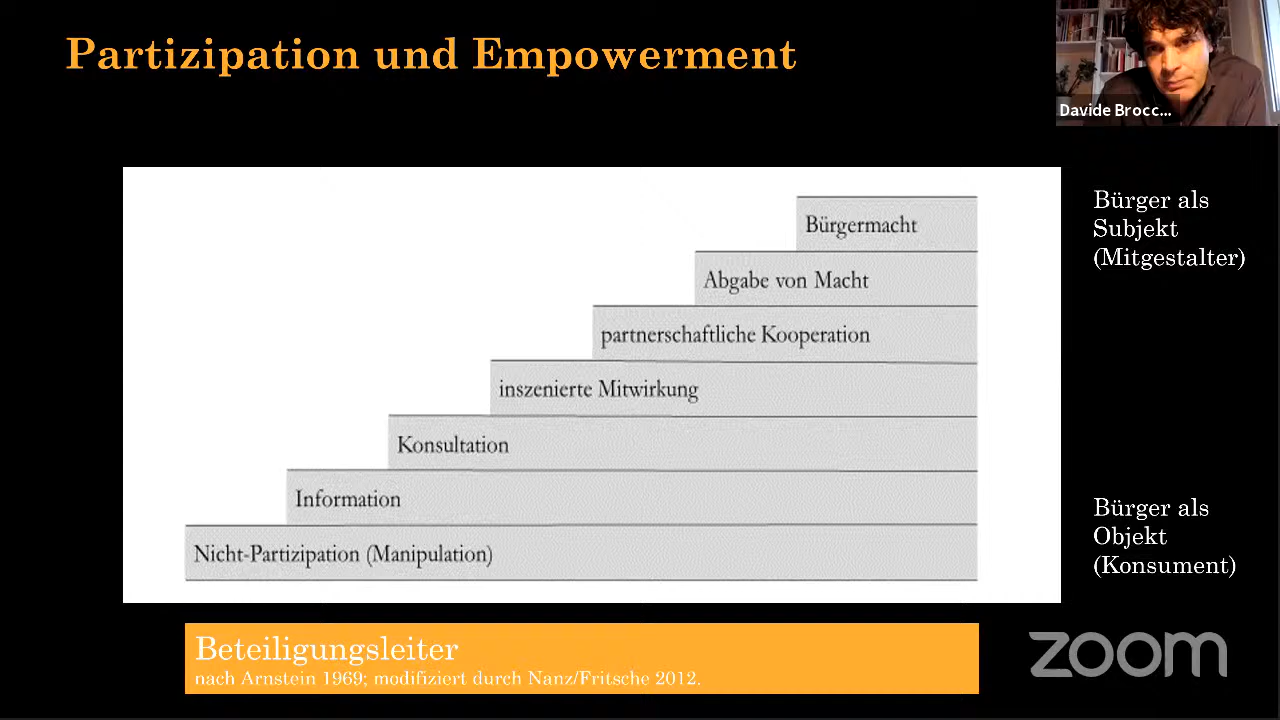 Partizipation und Empowerment
Davide Brocc...
Bürger als
Subjekt
(Mitgestalter)
Bürgermacht
Abgabe von Macht
partnerschaftliche Kooperation
inszenierte Mitwirkung
Konsultation
Information
Nicht-Partizipation (Manipulation)
Bürger als
Objekt
(Konsument)
Beteiligungsleiter
nach Arnstein 1969; modifiziert durch Nanz/Fritsche 2012.
zoom